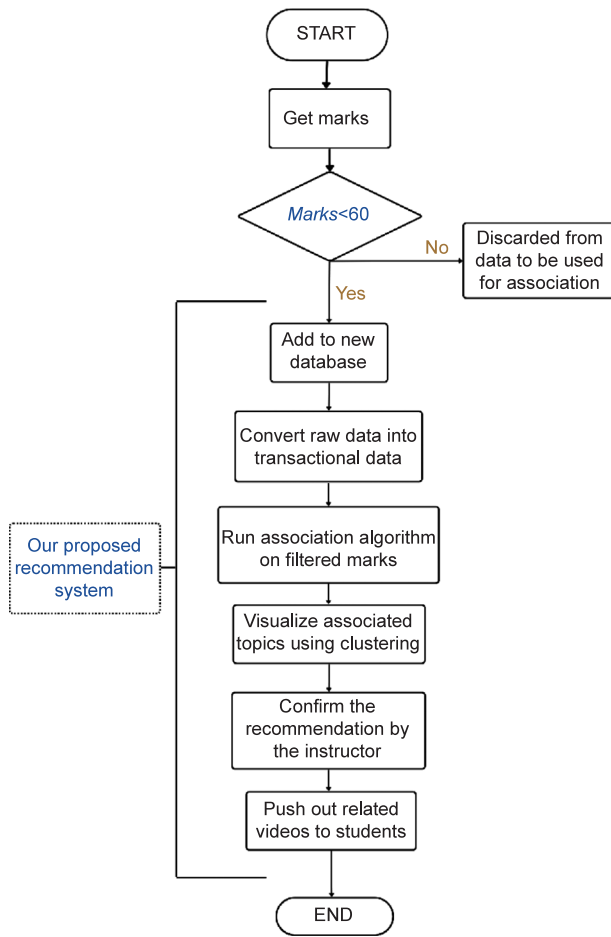 START
Get marks
Marks<60
No
Discarded from
data to be used
for association
Yes
Add to new
database
Convert raw data into
transactional data
Our proposed
recommendation
system
Run association algorithm
on filtered marks
Visualize associated
topics using clustering
Confirm the
recommendation by
the instructor
Push out related
videos to students
END